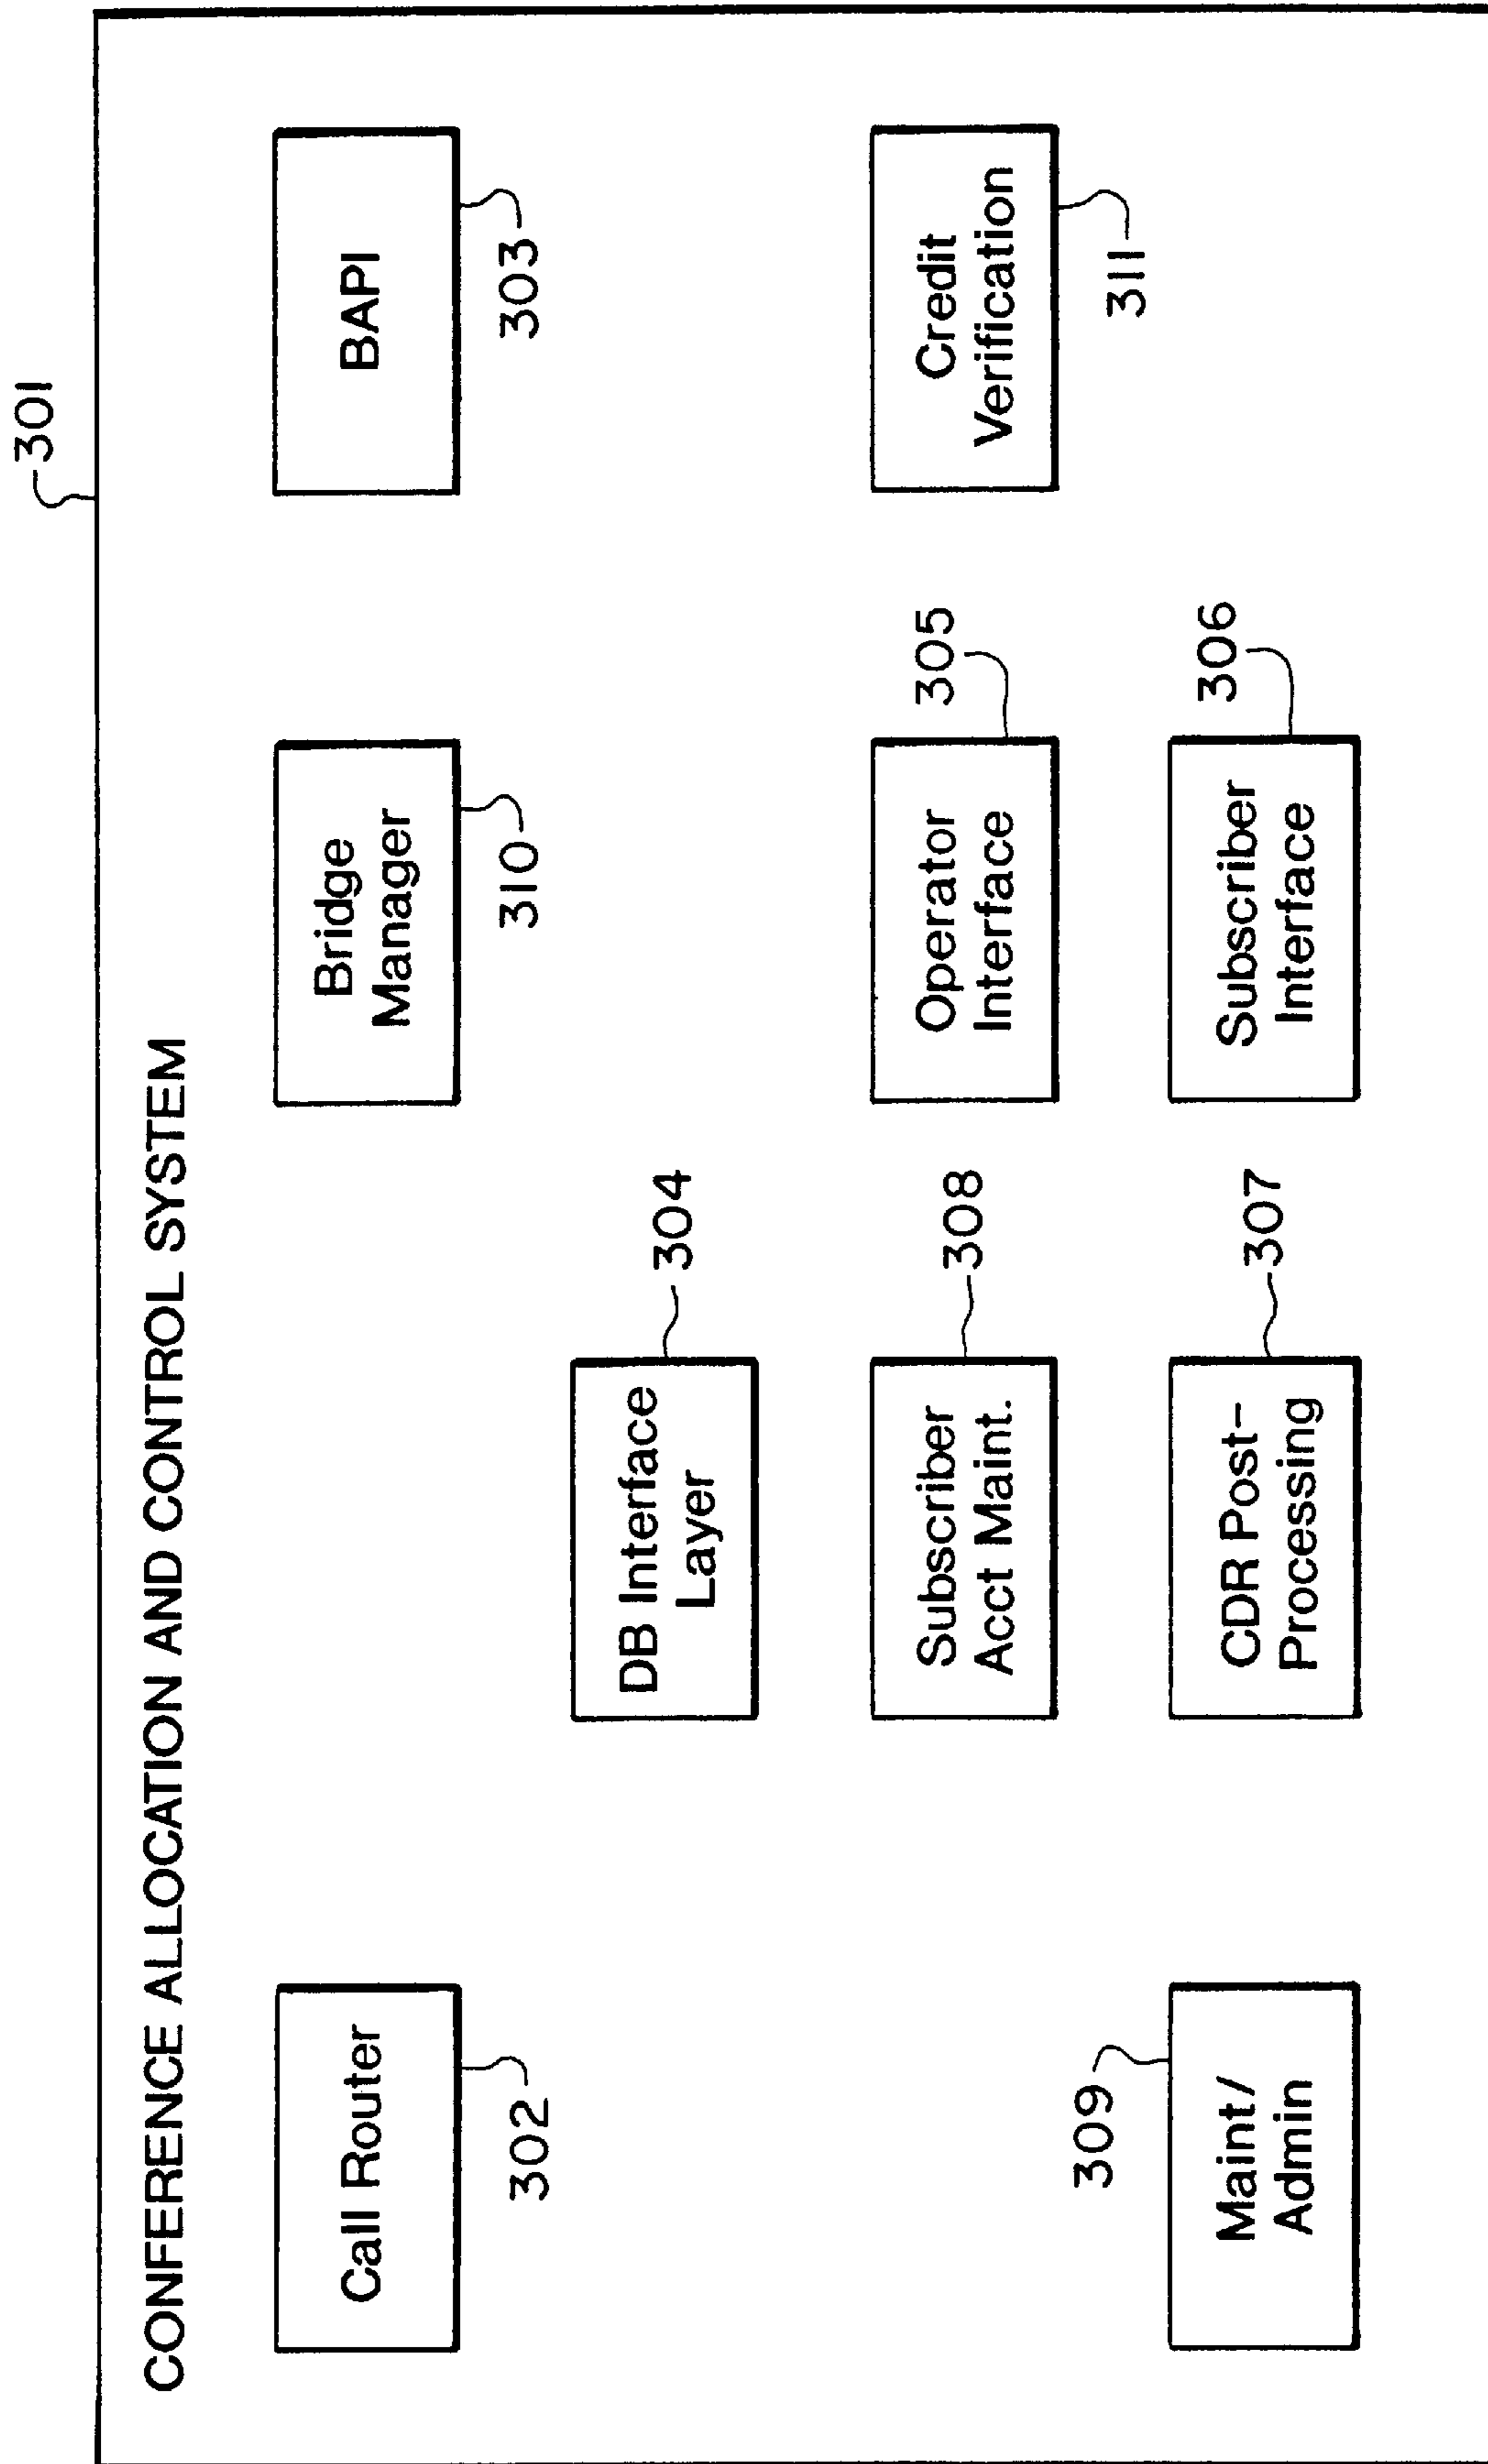 301
CONFERENCE ALLOCATION AND CONTROL SYSTEM
Call Router
302
Bridge
Manager
310
BAPI
303
DB Interface
Layer
304
Subscriber
Acct Maint.
308
Operator
Interface
305
Credit
Verification
311
Maint/
Admin
309
CDR Post-
Processing
307
Subscriber
Interface
306